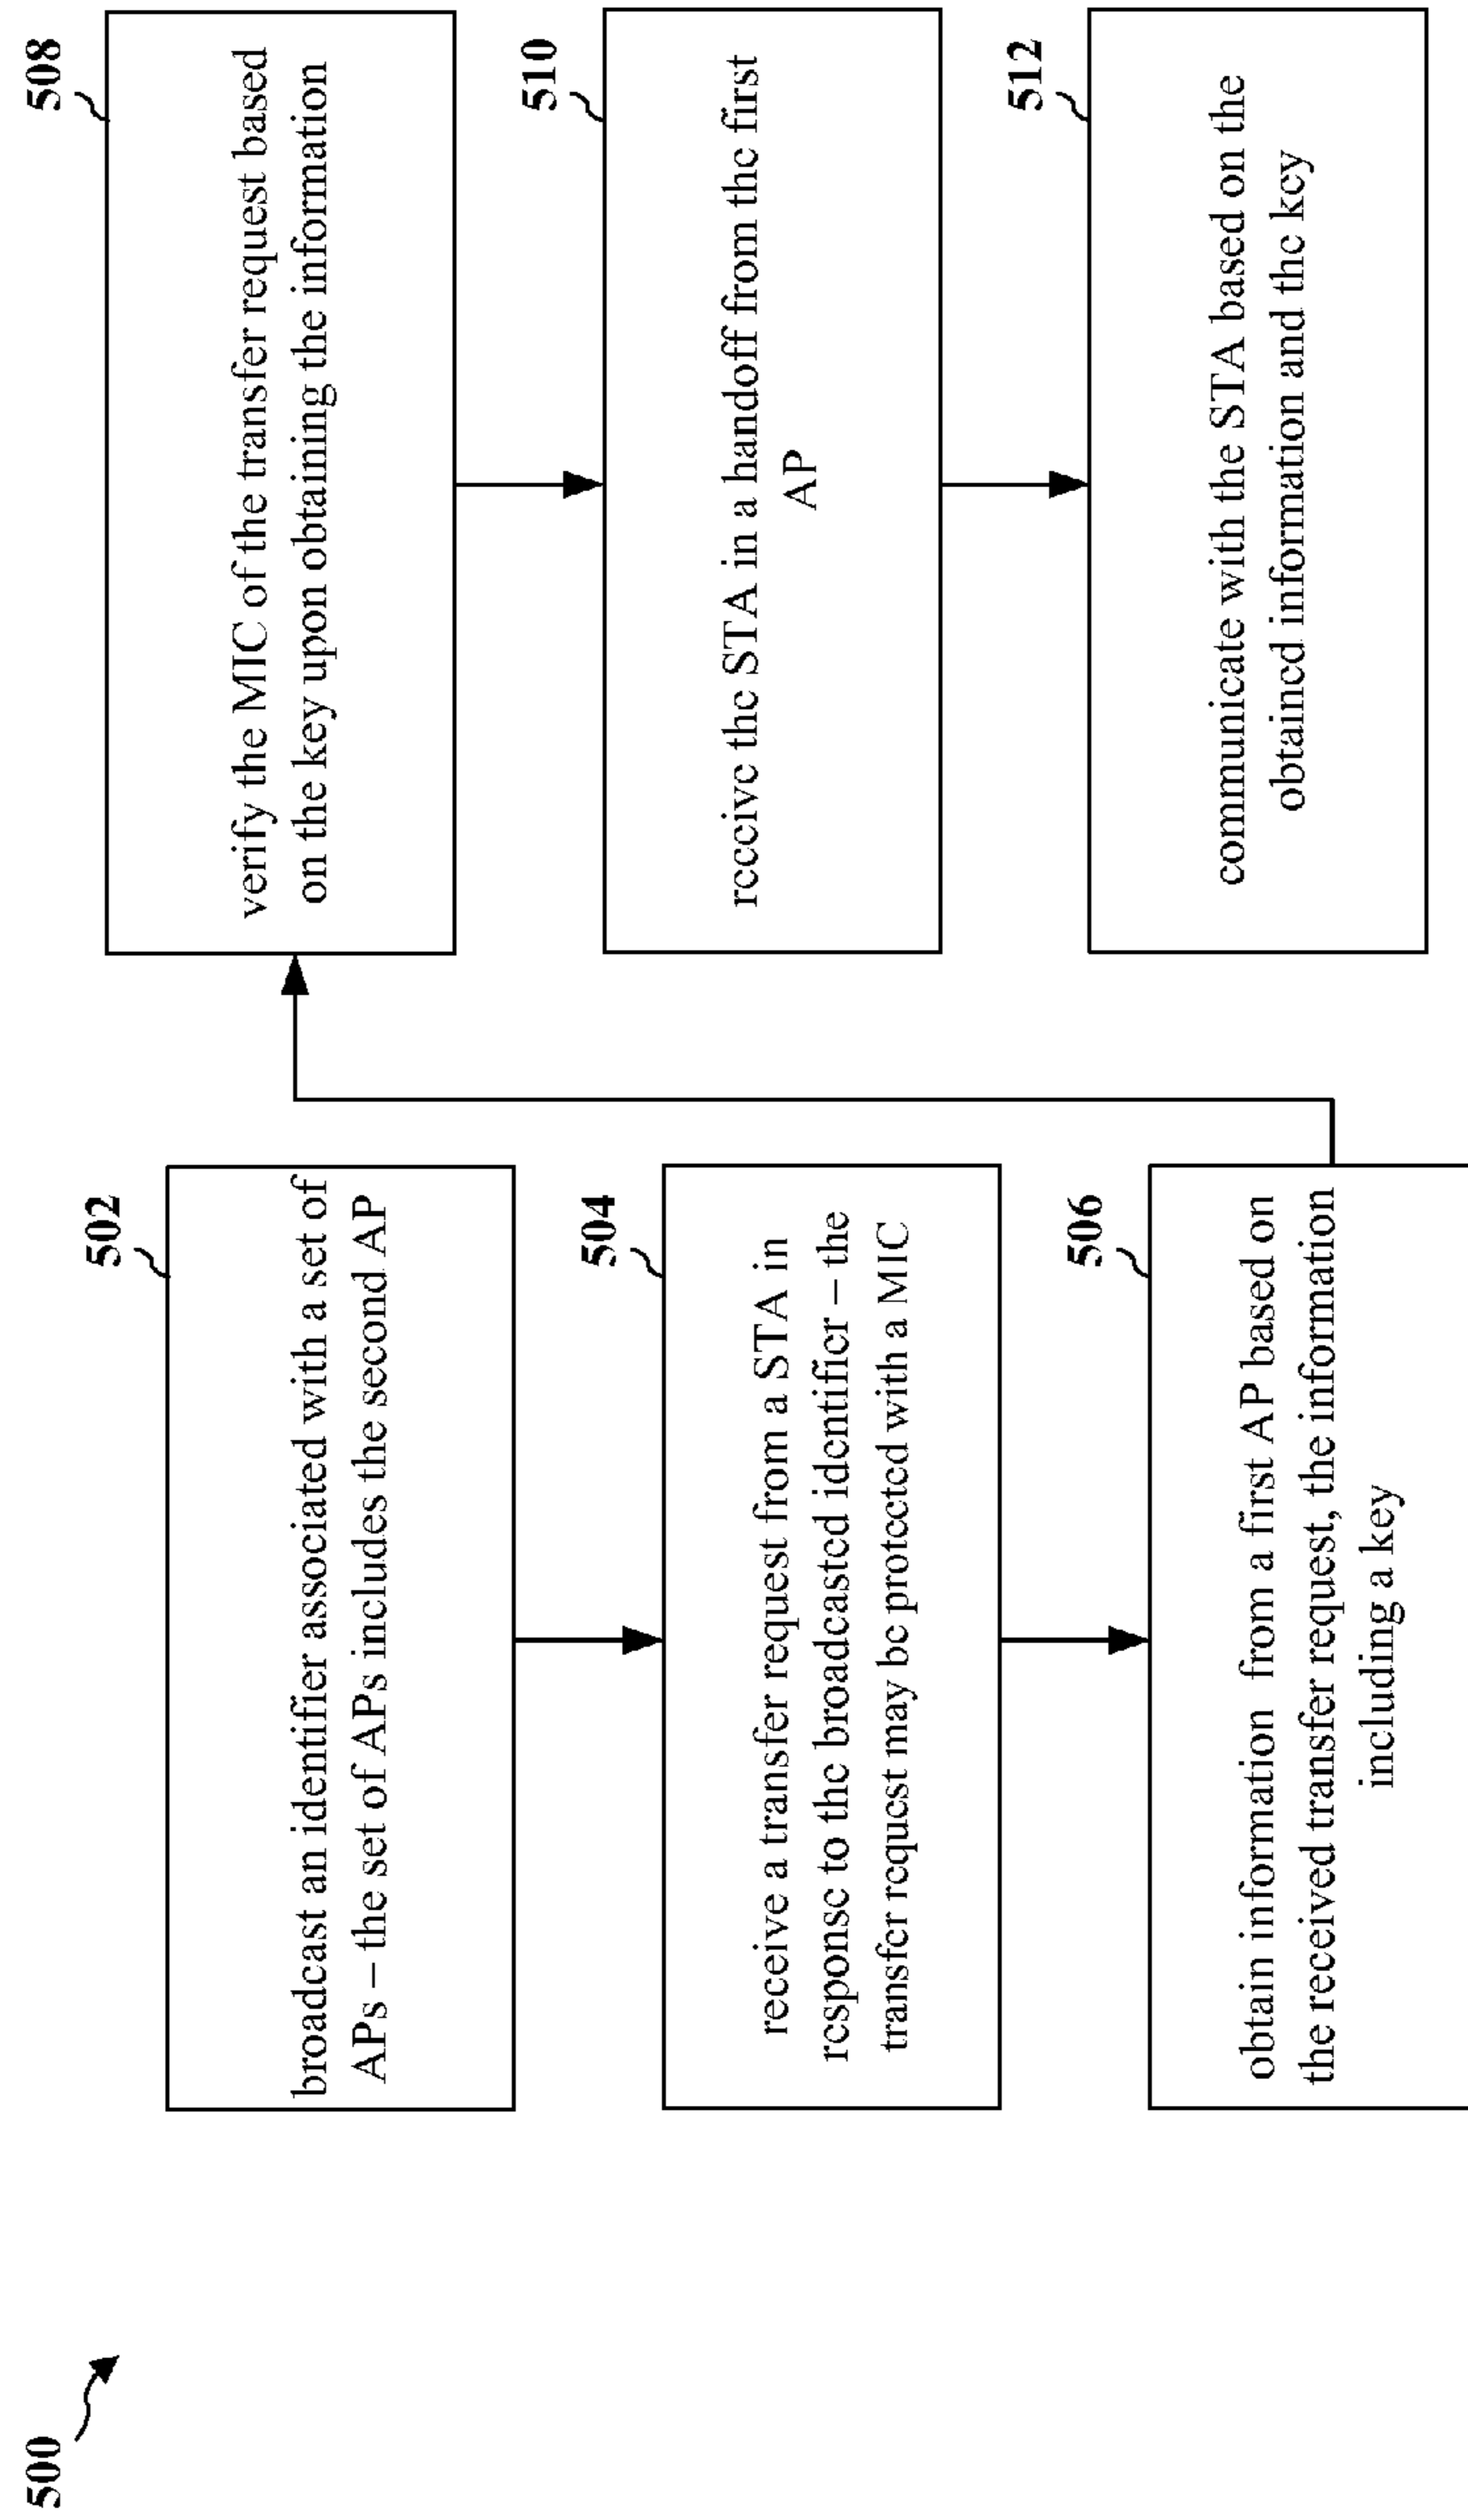 500
502
broadcast an identifier associated with a set of
APs – the set of APs includes the second AP
504
receive a transfer request from a STA in
response to the broadcasted identifier – the
transfer request may be protected with a MIC
506
obtain information from a first AP based on
the received transfer request, the information
including a key
508
verify the MIC of the transfer request based
on the key upon obtaining the information
510
receive the STA in a handoff from the first
AP
512
communicate with the STA based on the
obtained information and the key